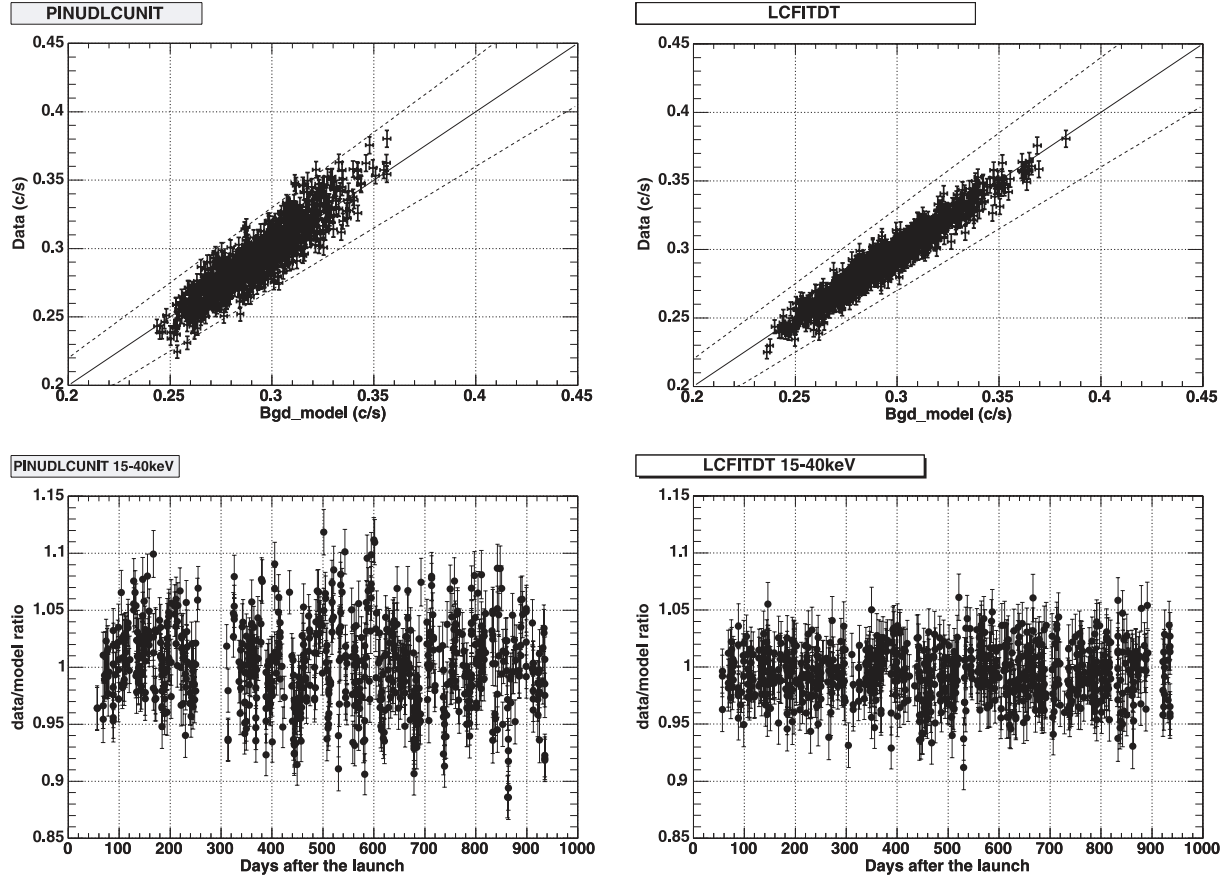 PINUDLCUNIT
0.45
0.4
0.35
0.3
0.25
0.2
Data (c/s)
0.2 0.25 0.3 0.35 0.4 0.45
Bgd_model (c/s)
LCFITDT
0.45
0.4
0.35
0.3
0.25
0.2
Data (c/s)
0.2 0.25 0.3 0.35 0.4 0.45
Bgd_model (c/s)
PINUDLCUNIT 15-40keV
1.15
1.1
1.05
1
0.95
0.9
0.85
data/model ratio
0 100 200 300 400 500 600 700 800 900 1000
Days after the launch
LCFITDT 15-40keV
1.15
1.1
1.05
1
0.95
0.9
0.85
data/model ratio
0 100 200 300 400 500 600 700 800 900 1000
Days after the launch